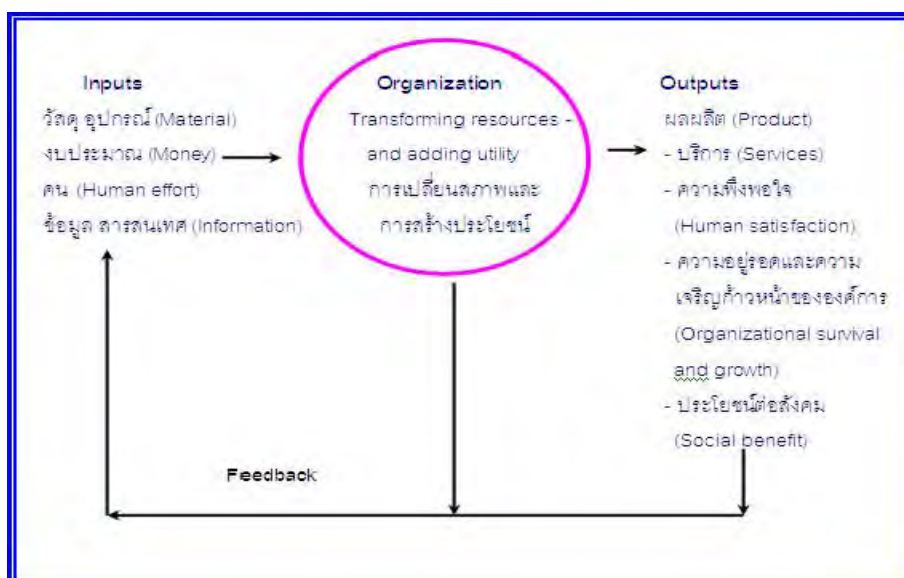 Inputs
วัสดุ อุปกรณ์ (Material)
งบประมาณ (Money)
คน (Human effort)
ข้อมูล สารสนเทศ (Information)
Organization
Transforming resources -
and adding utility
การเปลี่ยนสภาพและ
การสร้างประโยชน์
Outputs
ผลผลิต (Product)
- บริการ (Services)
- ความพึงพอใจ
(Human satisfaction)
- ความอยู่รอดและความ
เจริญก้าวหน้าขององค์การ
(Organizational survival
and growth)
- ประโยชน์ต่อสังคม
(Social benefit)
Feedback